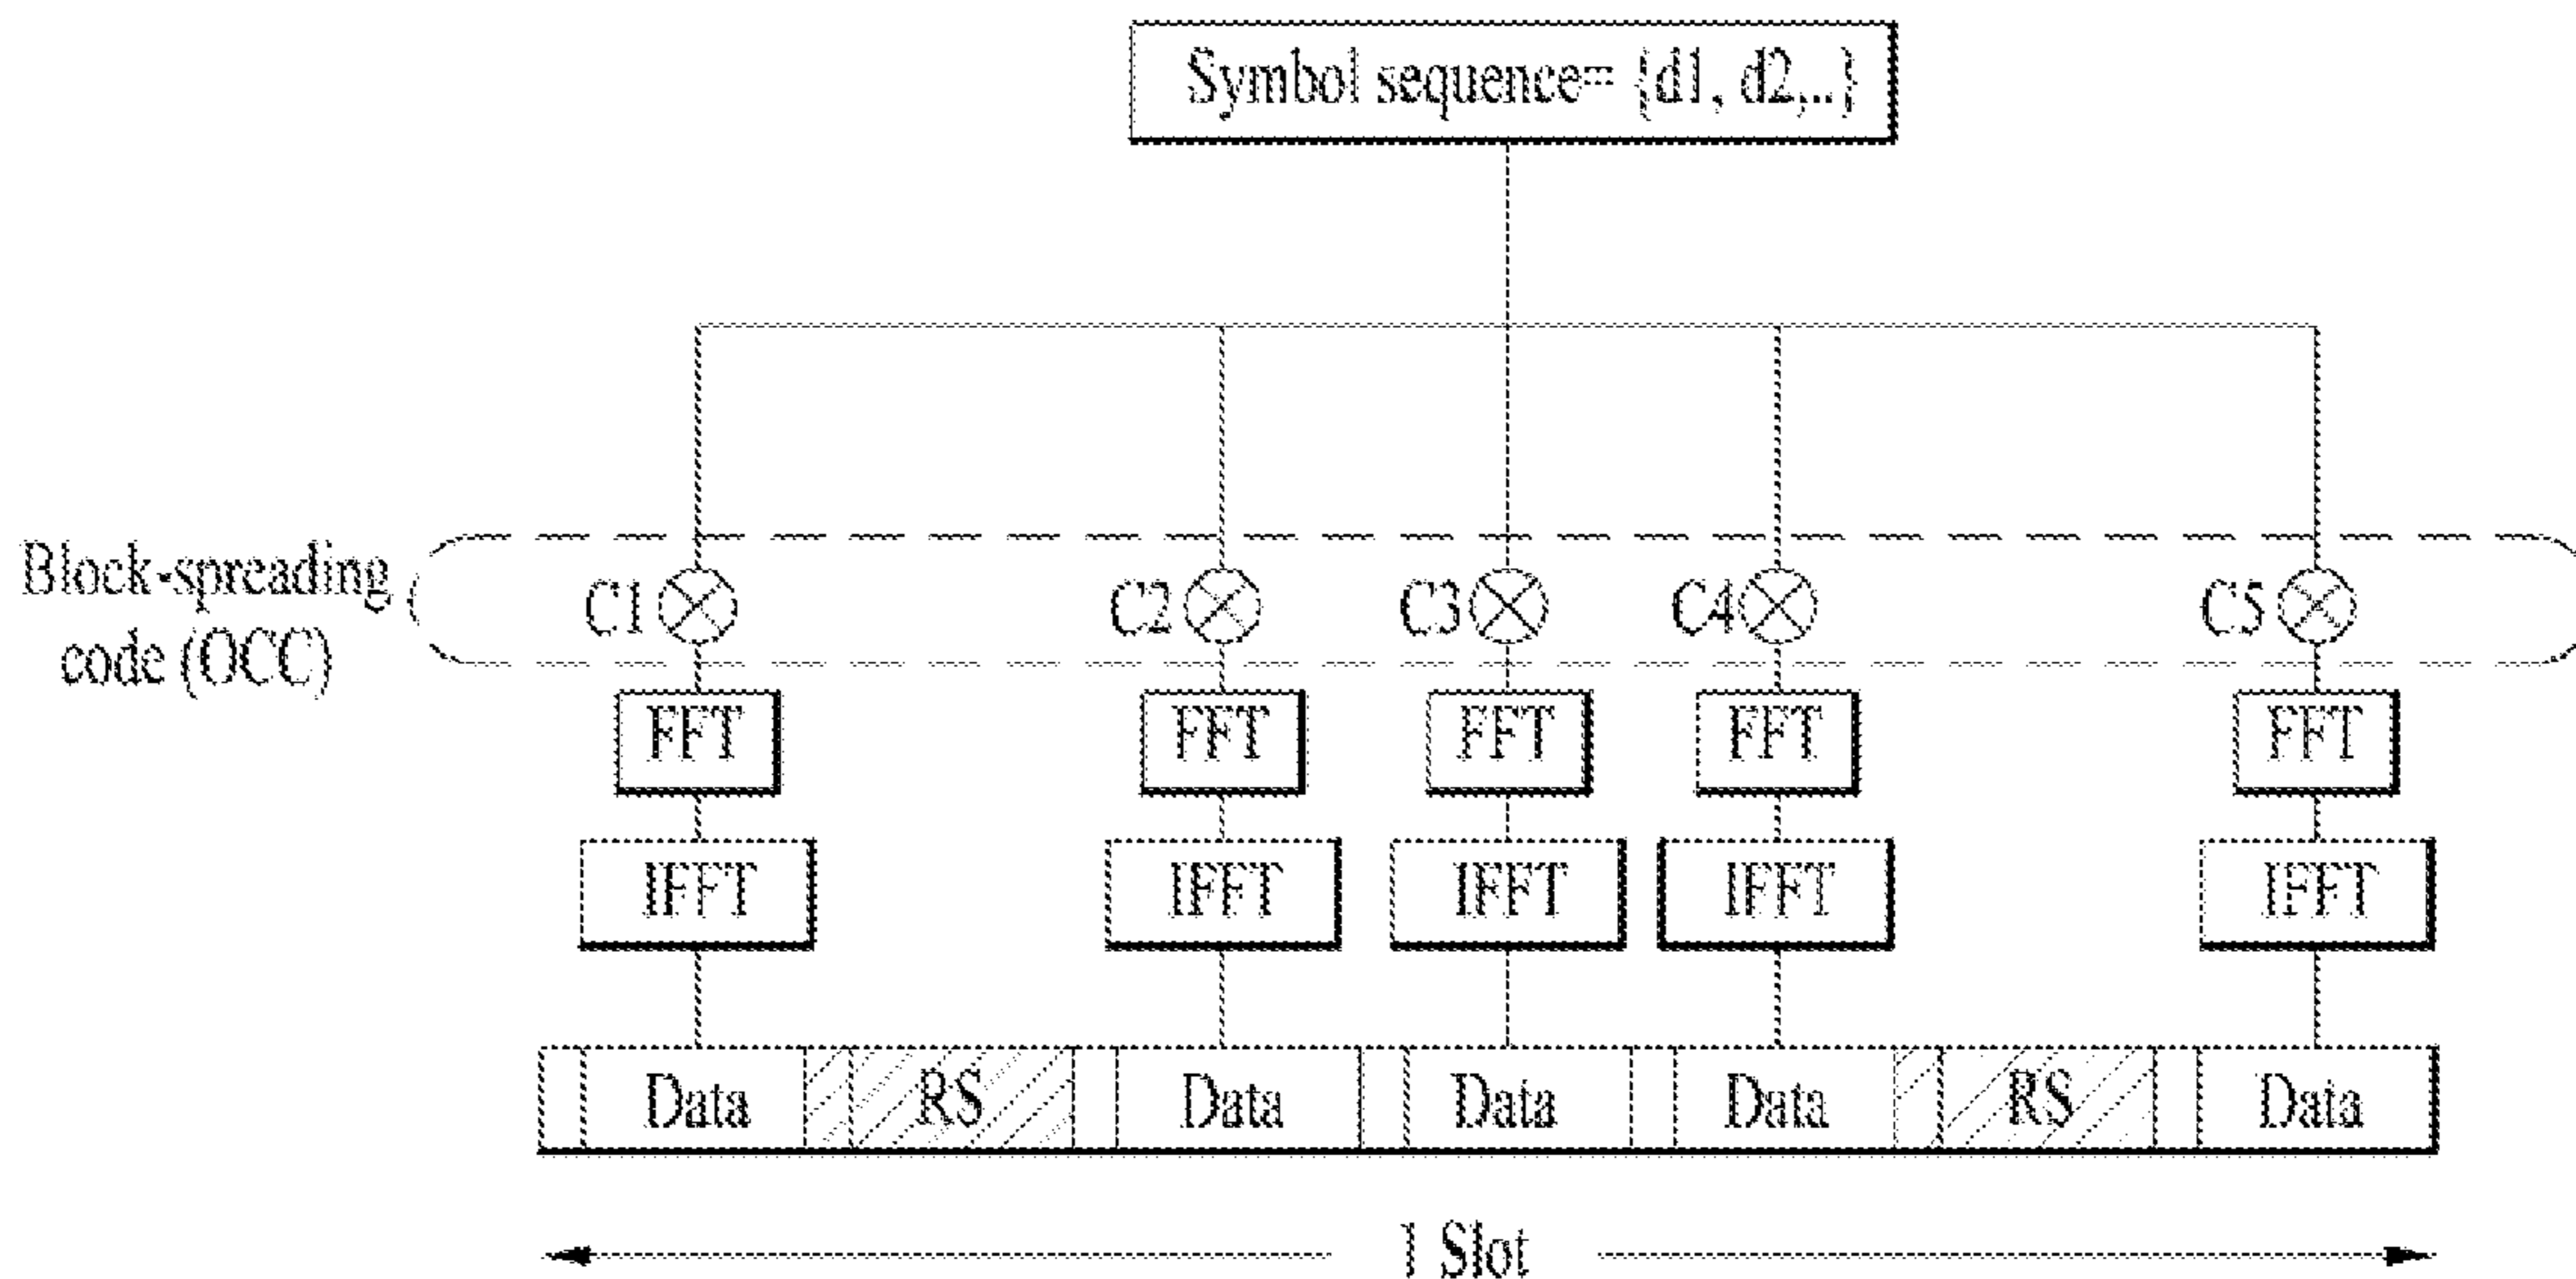 Symbol sequence= {d1, d2,..}
Block-spreading
code (OCC)
C1 C2 C3 C4 C5
FFT FFT FFT FFT FFT
IFFT IFFT IFFT IFFT IFFT
Data RS Data Data Data RS Data
1 Slot